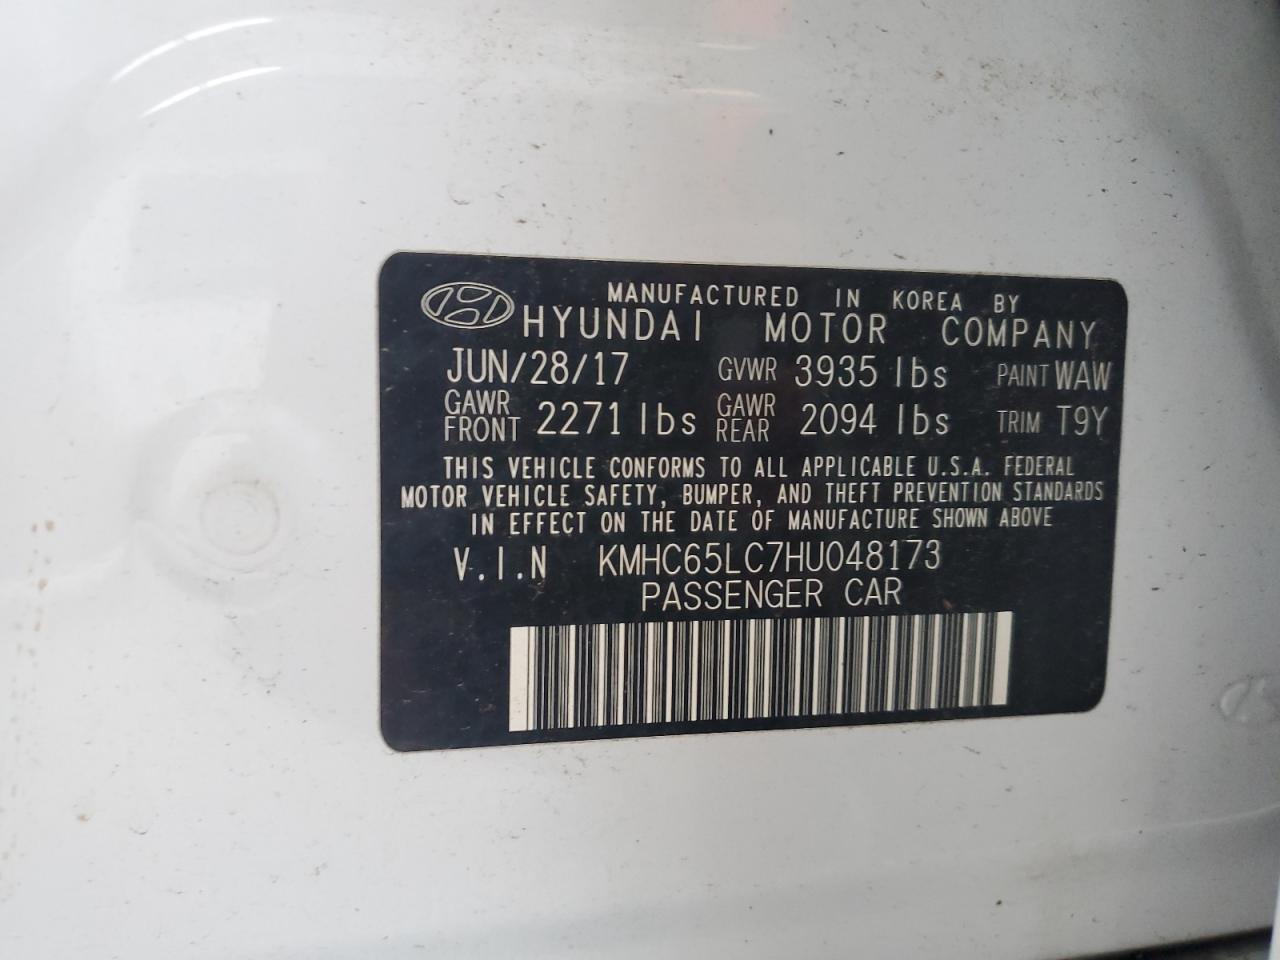 MANUFACTURED IN KOREA BY
HYUNDAI MOTOR COMPANY
JUN/28/17 GVWR 3935 lbs PAINT WAW
GAWR FRONT 2271 lbs GAWR REAR 2094 lbs TRIM T9Y
THIS VEHICLE CONFORMS TO ALL APPLICABLE U.S.A. FEDERAL
MOTOR VEHICLE SAFETY, BUMPER, AND THEFT PREVENTION STANDARDS
IN EFFECT ON THE DATE OF MANUFACTURE SHOWN ABOVE
V.I.N KMHC65LC7HU048173
PASSENGER CAR